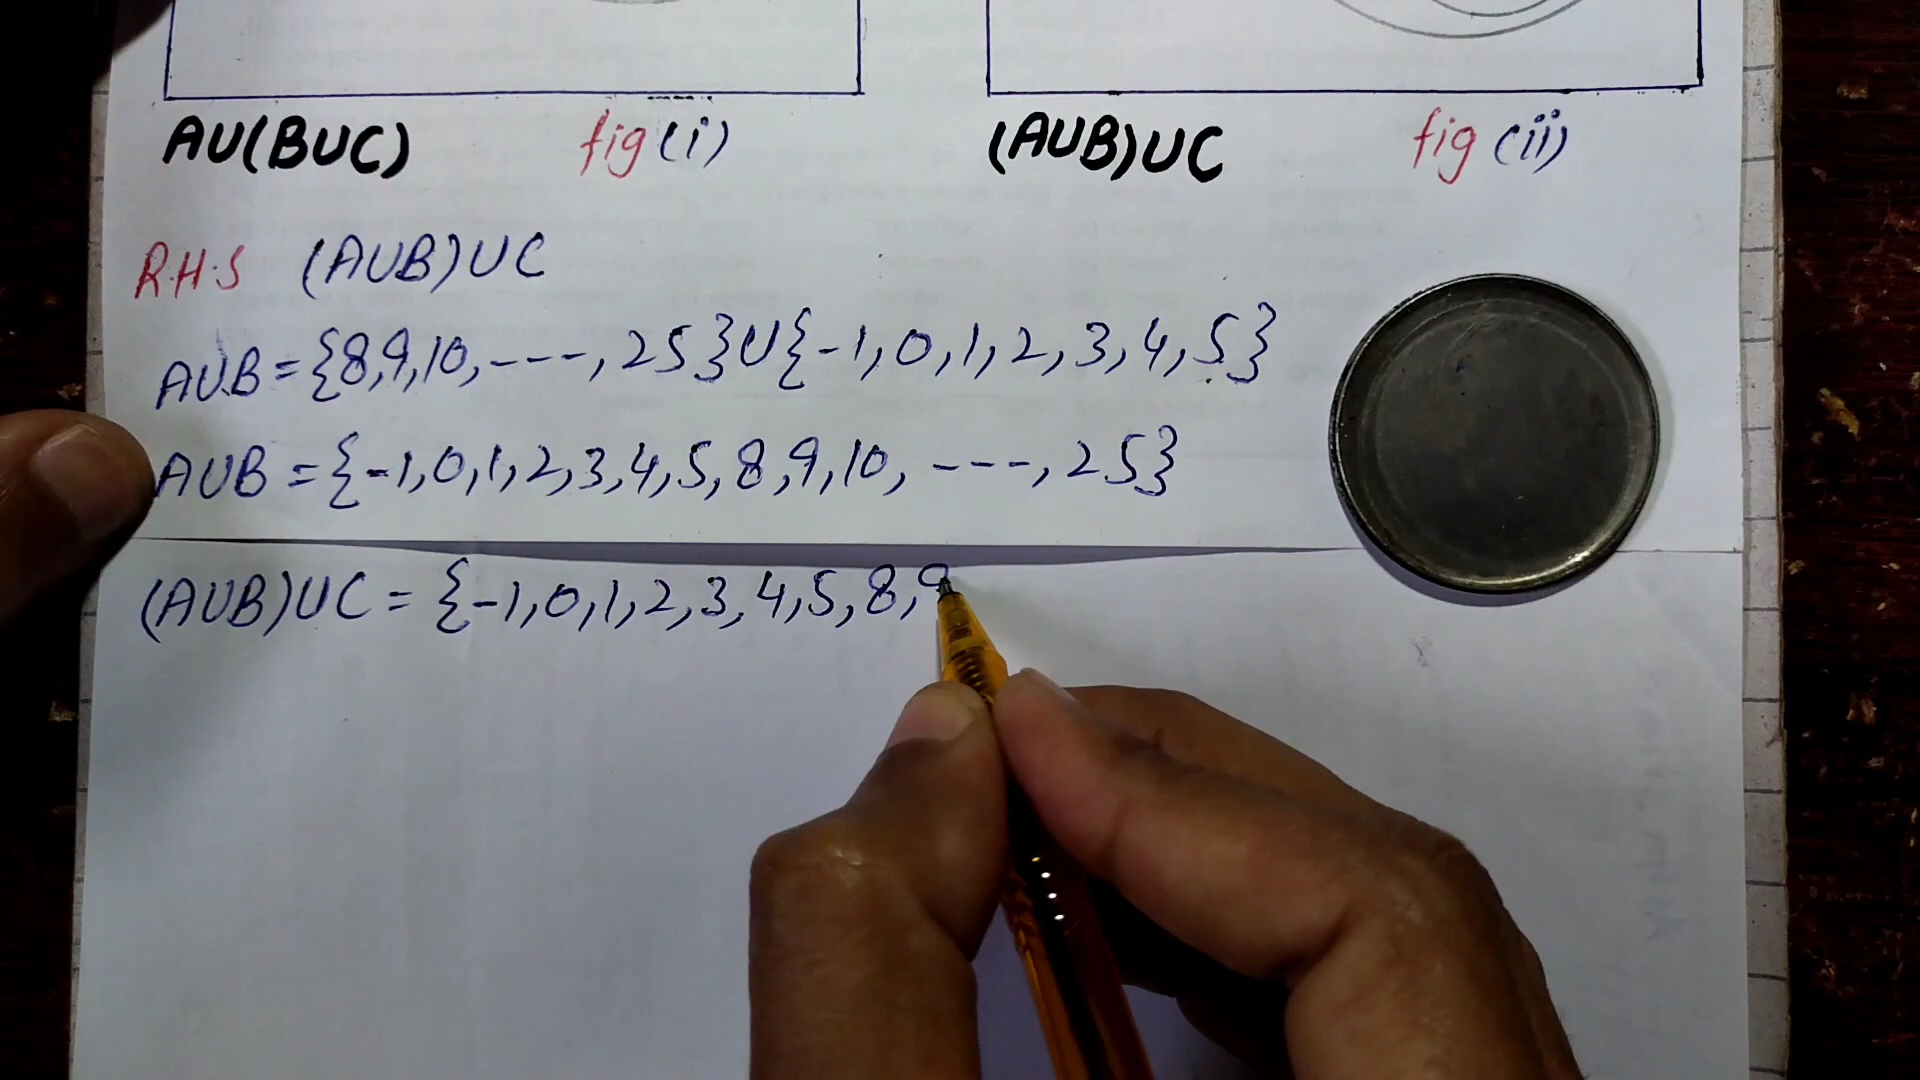 AU(BUC) fig (i) (AUB)UC fig (ii)
R.H.S (AUB)UC
AUB = {8,9,10, ---, 25}U{-1, 0, 1, 2, 3, 4, 5}
AUB = {-1,0,1,2,3,4,5,8,9,10, ---, 25}
(AUB)UC = {-1,0,1,2,3,4,5,8,9